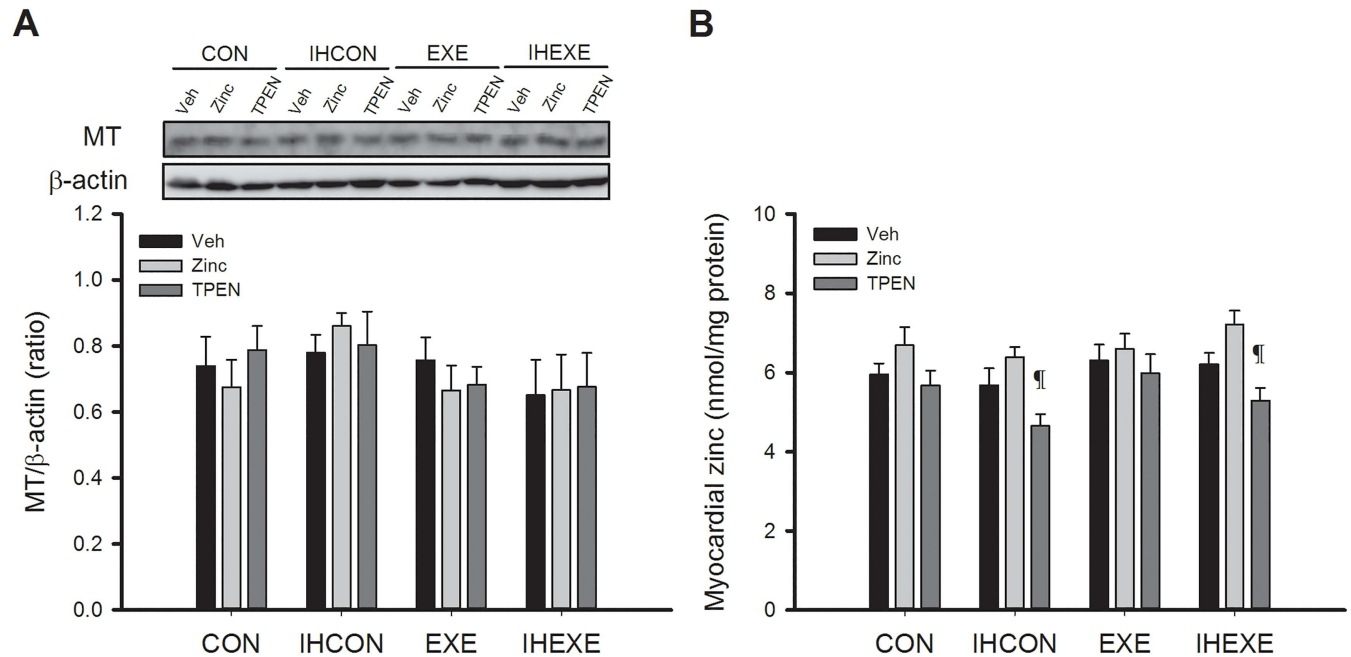 A
CON IHCON EXE IHEXE
Veh Zinc TPEN Veh Zinc TPEN Veh Zinc TPEN Veh Zinc TPEN
MT
β-actin
MT/β-actin (ratio)
1.2
1.0
0.8
0.6
0.4
0.2
0.0
Veh
Zinc
TPEN
CON IHCON EXE IHEXE
B
Myocardial zinc (nmol/mg protein)
10
8
6
4
2
0
Veh
Zinc
TPEN
¶
¶
CON IHCON EXE IHEXE